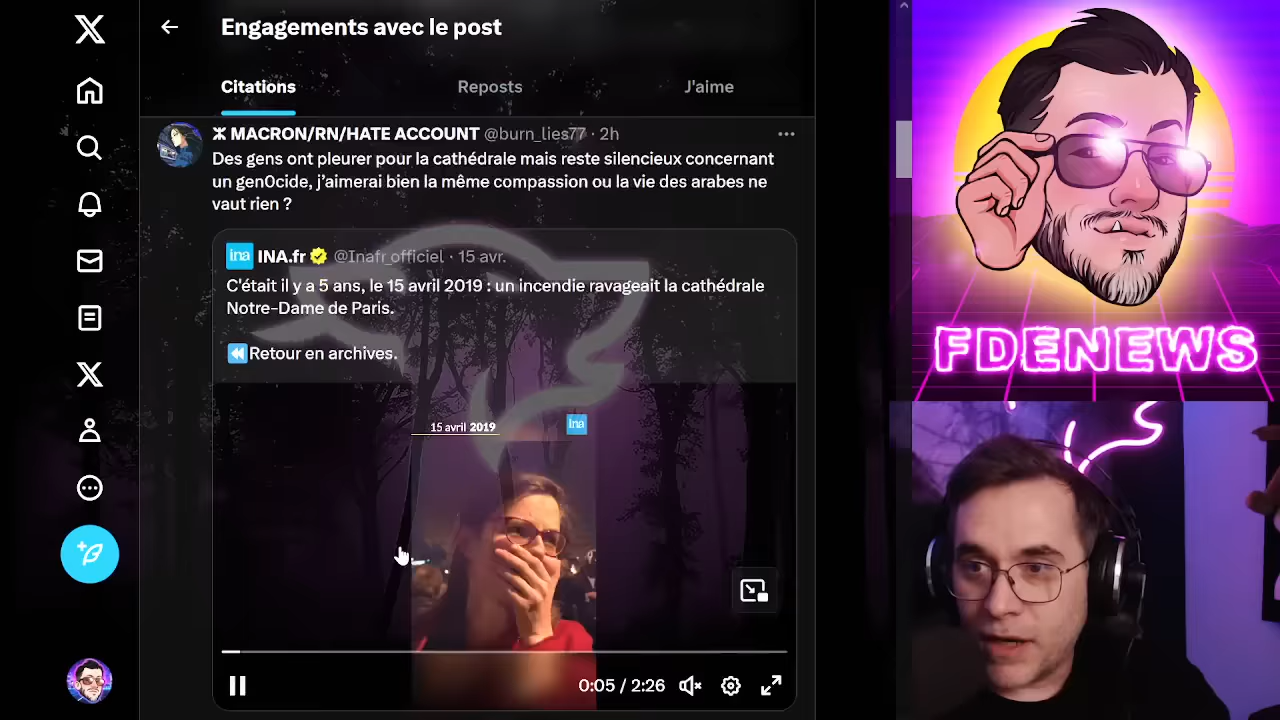 Engagements avec le post
Citations
Reposts
J'aime
MACRON/RN/HATE ACCOUNT @burn_lies77 · 2h
Des gens ont pleurer pour la cathédrale mais reste silencieux concernant
un gen0cide, j'aimerai bien la même compassion ou la vie des arabes ne
vaut rien ?
ina INA.fr @Inafr_officiel · 15 avr.
C'était il y a 5 ans, le 15 avril 2019 : un incendie ravageait la cathédrale
Notre-Dame de Paris.
Retour en archives.
15 avril 2019
ina
0:05 / 2:26
FDENEWS